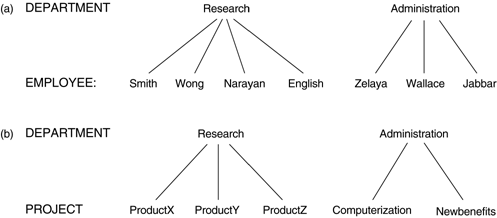 (a) DEPARTMENT Research Administration
EMPLOYEE: Smith Wong Narayan English Zelaya Wallace Jabbar
(b) DEPARTMENT Research Administration
PROJECT ProductX ProductY ProductZ Computerization Newbenefits